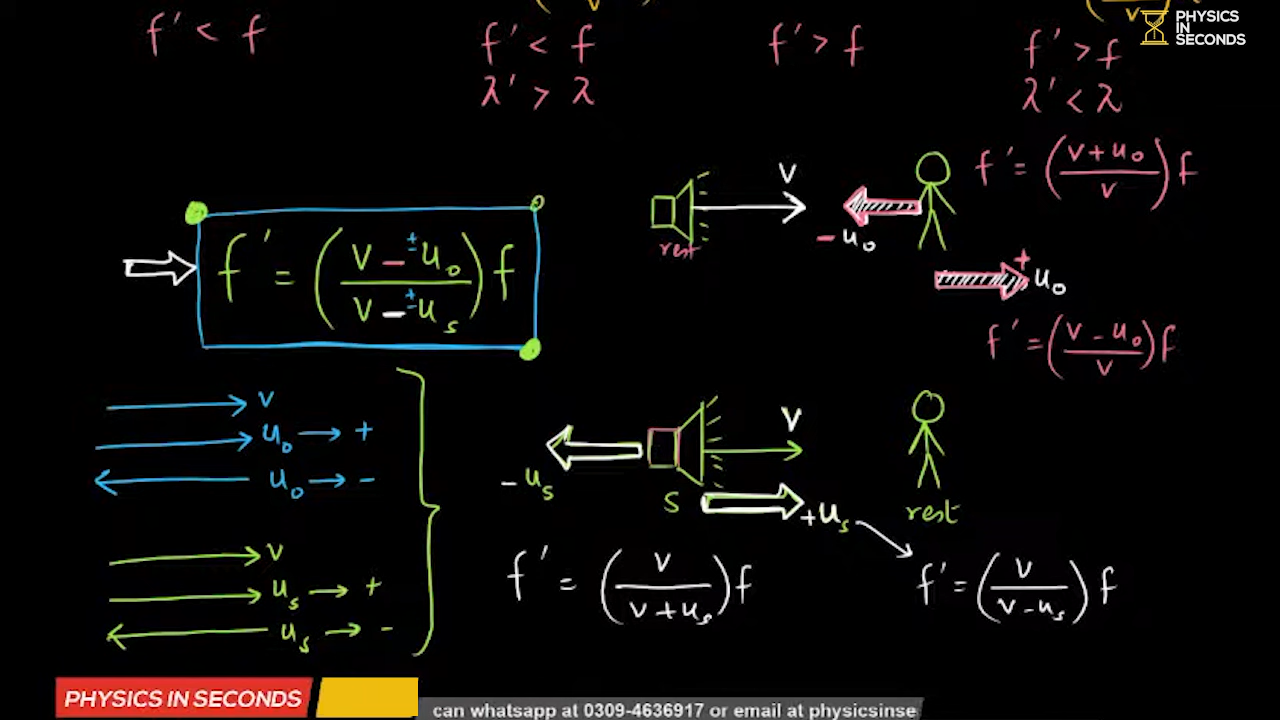 PHYSICS
IN
SECONDS
f' < f
f' < f
λ' > λ
f' > f
f' > f
λ' < λ
v
rest
- u₀
f' = (v + u₀ / v) f
+ u₀
f' = (v - u₀ / v) f
f' = (v - ± u₀ / v - ± uₛ) f
v
u₀ → +
u₀ → -
v
uₛ → +
uₛ → -
- uₛ
S
v
+ uₛ
rest
f' = (v / v + uₛ) f
f' = (v / v - uₛ) f
PHYSICS IN SECONDS
can whatsapp at 0309-4636917 or email at physicsinse